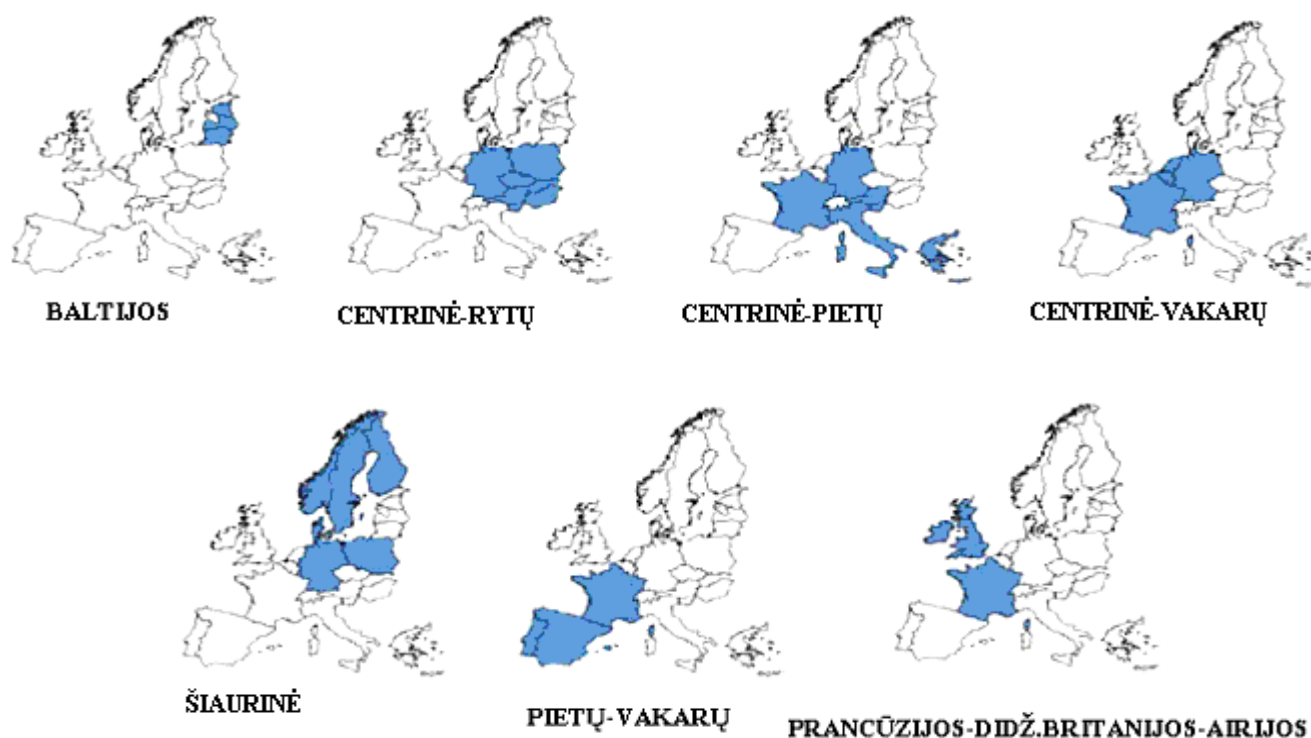 BALTIJOS
CENTRINĖ-RYTŲ
CENTRINĖ-PIETŲ
CENTRINĖ-VAKARŲ
ŠIAURINĖ
PIETŲ-VAKARŲ
PRANCŪZIJOS-DIDŽ.BRITANIJOS-AIRIJOS